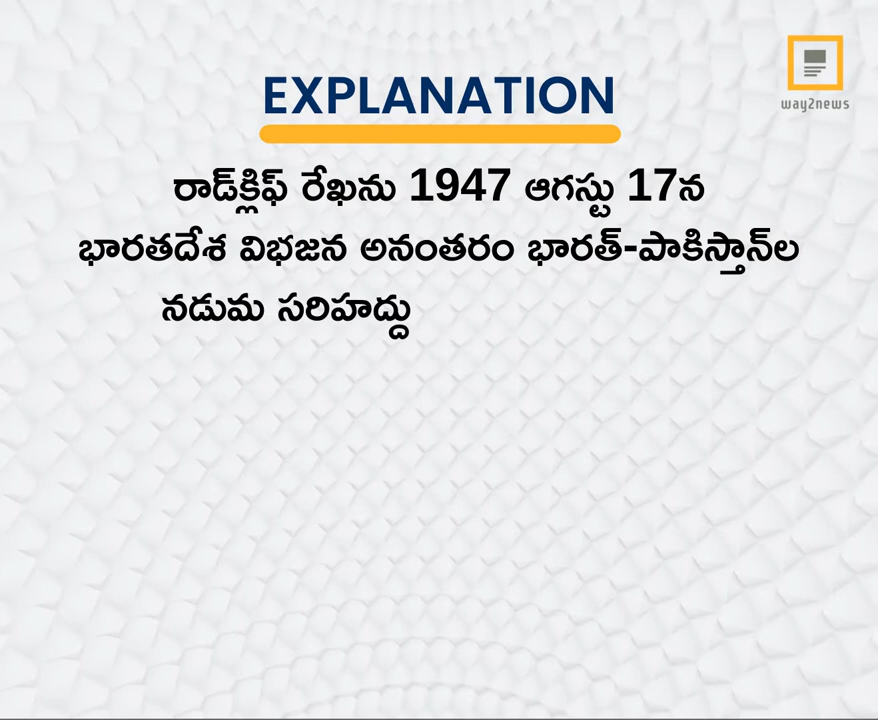 way2news
EXPLANATION
రాడ్‌క్లిఫ్ రేఖను 1947 ఆగస్టు 17న
భారతదేశ విభజన అనంతరం భారత్-పాకిస్తాన్‌ల
నడుమ సరిహద్దు